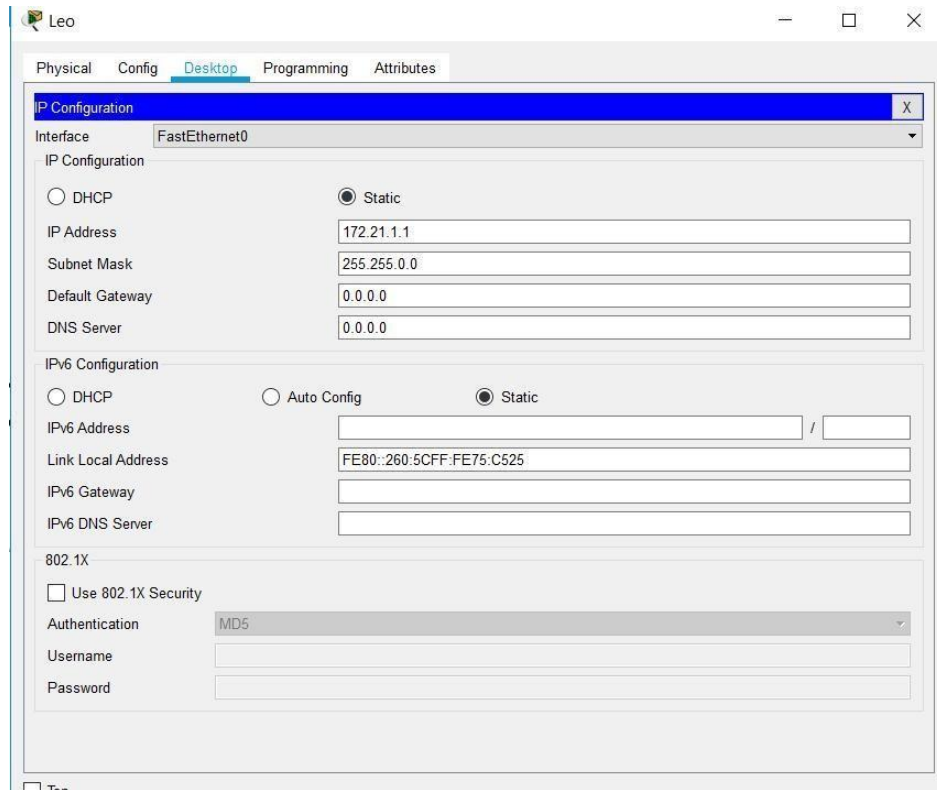 Leo
Physical Config Desktop Programming Attributes
IP Configuration X
Interface FastEthernet0
IP Configuration
DHCP Static
IP Address 172.21.1.1
Subnet Mask 255.255.0.0
Default Gateway 0.0.0.0
DNS Server 0.0.0.0
IPv6 Configuration
DHCP Auto Config Static
IPv6 Address /
Link Local Address FE80::260:5CFF:FE75:C525
IPv6 Gateway
IPv6 DNS Server
802.1X
Use 802.1X Security
Authentication MD5
Username
Password